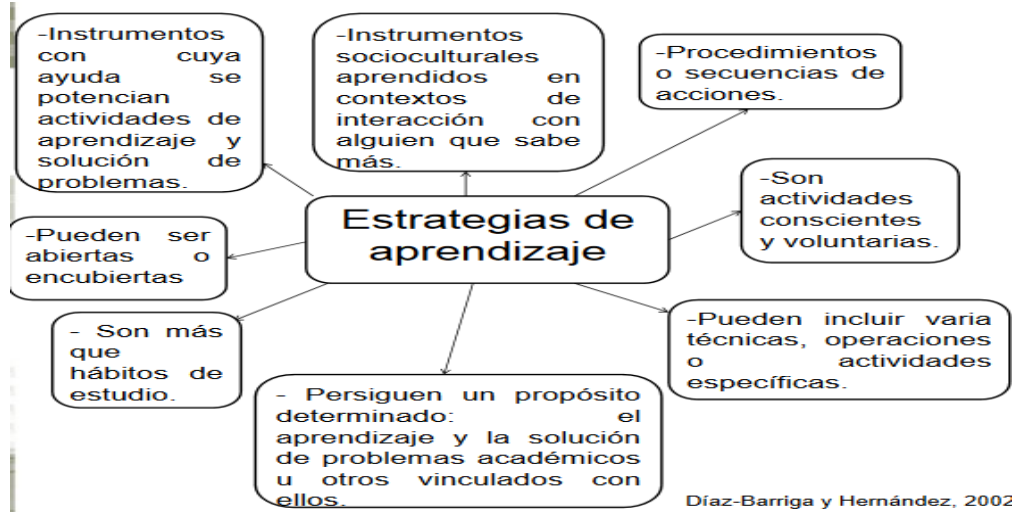 -Instrumentos
con cuya
ayuda se
potencian
actividades de
aprendizaje y
solución de
problemas.
-Instrumentos
socioculturales
aprendidos en
contextos de
interacción con
alguien que sabe
más.
-Procedimientos
o secuencias de
acciones.
-Son
actividades
conscientes
y voluntarias.
Estrategias de
aprendizaje
-Pueden ser
abiertas o
encubiertas
- Son más
que
hábitos de
estudio.
- Persiguen un propósito
determinado: el
aprendizaje y la solución
de problemas académicos
u otros vinculados con
ellos.
-Pueden incluir varia
técnicas, operaciones
o actividades
específicas.
Díaz-Barriga y Hernández, 2002